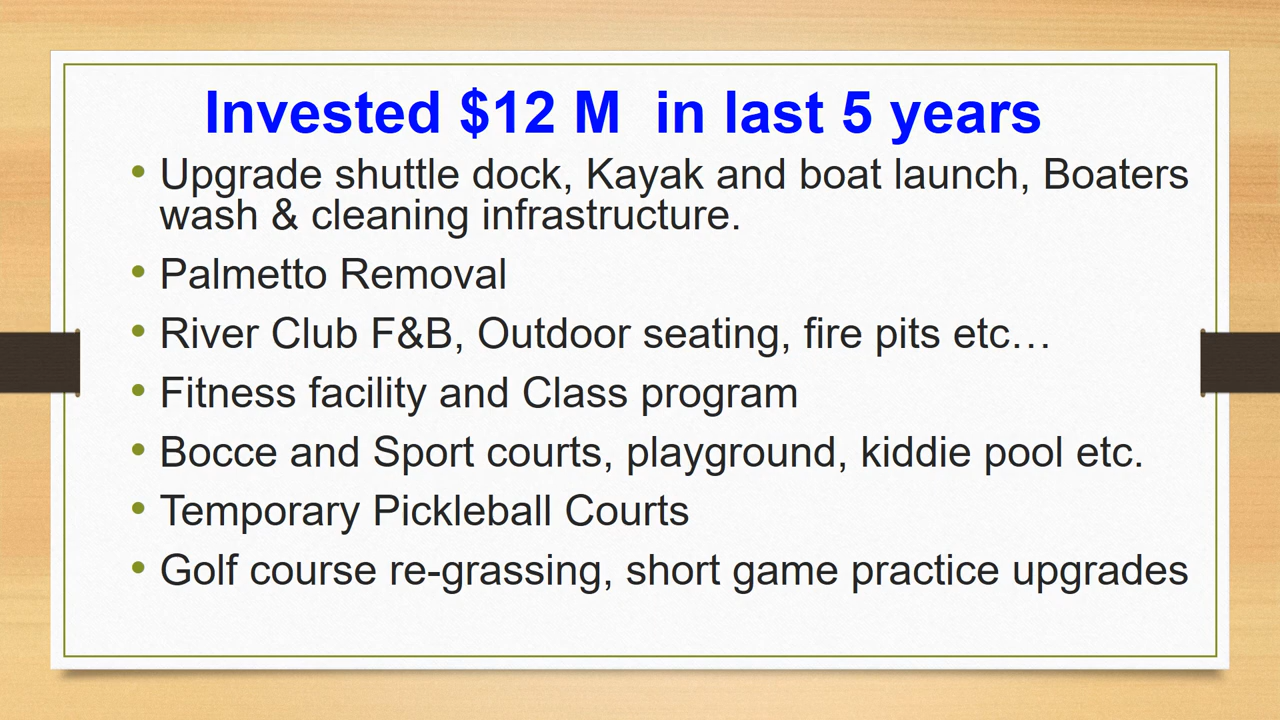 Invested $12 M  in last 5 years
• Upgrade shuttle dock, Kayak and boat launch, Boaters
wash & cleaning infrastructure.
• Palmetto Removal
• River Club F&B, Outdoor seating, fire pits etc…
• Fitness facility and Class program
• Bocce and Sport courts, playground, kiddie pool etc.
• Temporary Pickleball Courts
• Golf course re-grassing, short game practice upgrades